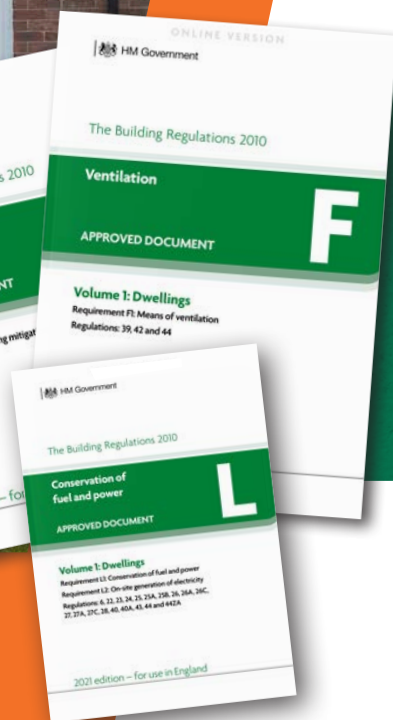 ONLINE VERSION
HM Government
The Building Regulations 2010
Ventilation
F
APPROVED DOCUMENT
Volume 1: Dwellings
Requirement F1: Means of ventilation
Regulations: 39, 42 and 44
s 2010
NT
ng mitigat
– for
HM Government
The Building Regulations 2010
Conservation of
fuel and power
L
APPROVED DOCUMENT
Volume 1: Dwellings
Requirement L1: Conservation of fuel and power
Requirement L2: On-site generation of electricity
Regulations: 6, 22, 23, 24, 25, 25A, 25B, 26, 26A, 26C,
27, 27A, 27C, 28, 40, 40A, 43, 44 and 44ZA
2021 edition – for use in England